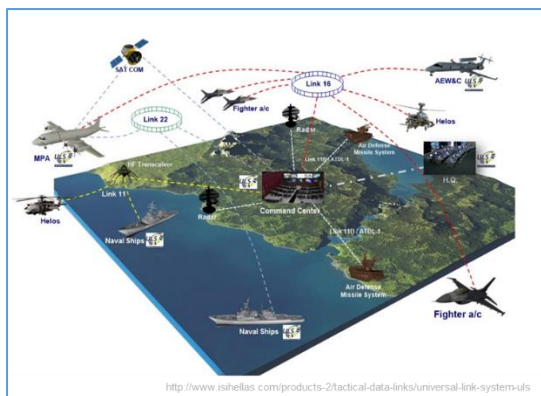 SAT COM
Link 16
AEW&C
Fighter a/c
Link 22
Radar
Helos
MPA
HF Transceiver
Air Defense
Missile System
Link 11B / ATDL-1
H.Q.
Link 11
Radar
Command Center
Helos
Naval Ships
Link 11B / ATDL-1
Air Defense
Missile System
Fighter a/c
Naval Ships
http://www.isihellas.com/products-2/tactical-data-links/universal-link-system-uls